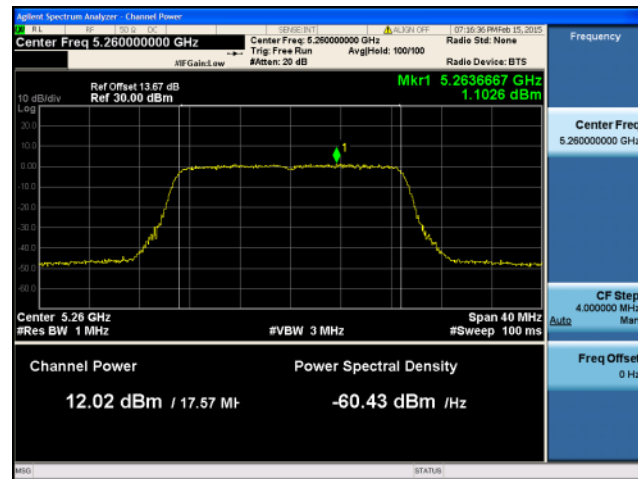 Agilent Spectrum Analyzer - Channel Power
RL RF 50 Ω DC SENSE:INT ALIGN OFF 07:16:36 PM Feb 15, 2015
Center Freq 5.260000000 GHz
Center Freq: 5.260000000 GHz
Radio Std: None
Trig: Free Run Avg|Hold: 100/100
#IFGain:Low #Atten: 20 dB Radio Device: BTS
Mkr1 5.2636667 GHz
1.1026 dBm
Ref Offset 13.67 dB
10 dB/div Ref 30.00 dBm
Log
20.0
10.0
0.00
-10.0
-20.0
-30.0
-40.0
-50.0
-60.0
1
Center 5.26 GHz Span 40 MHz
#Res BW 1 MHz #VBW 3 MHz #Sweep 100 ms
Channel Power Power Spectral Density
12.02 dBm / 17.57 MH -60.43 dBm /Hz
MSG STATUS
Frequency
Center Freq
5.260000000 GHz
CF Step
4.000000 MHz
Auto Man
Freq Offset
0 Hz